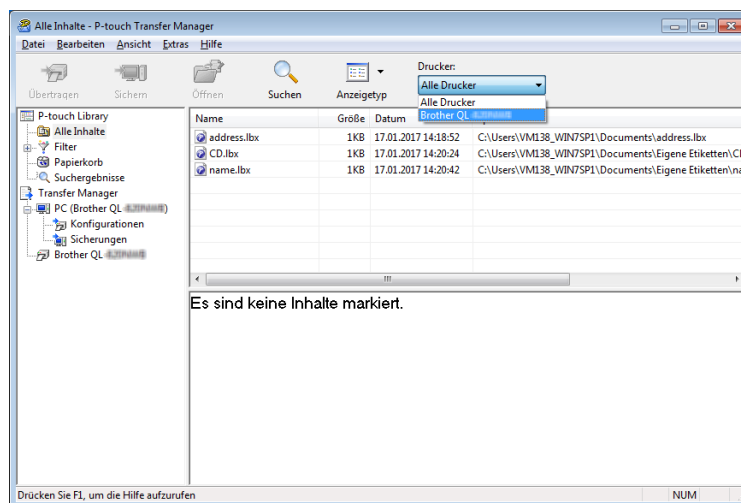 Alle Inhalte - P-touch Transfer Manager
Datei Bearbeiten Ansicht Extras Hilfe
Übertragen Sichern Öffnen Suchen Anzeigetyp
Drucker:
Alle Drucker
Alle Drucker
Brother QL
P-touch Library
Alle Inhalte
Filter
Papierkorb
Suchergebnisse
Transfer Manager
PC (Brother QL )
Konfigurationen
Sicherungen
Brother QL
Name Größe Datum
address.lbx 1KB 17.01.2017 14:18:52 C:\Users\VM138_WIN7SP1\Documents\address.lbx
CD.lbx 1KB 17.01.2017 14:20:24 C:\Users\VM138_WIN7SP1\Documents\Eigene Etiketten\C
name.lbx 1KB 17.01.2017 14:20:42 C:\Users\VM138_WIN7SP1\Documents\Eigene Etiketten\na
Es sind keine Inhalte markiert.
Drücken Sie F1, um die Hilfe aufzurufen NUM